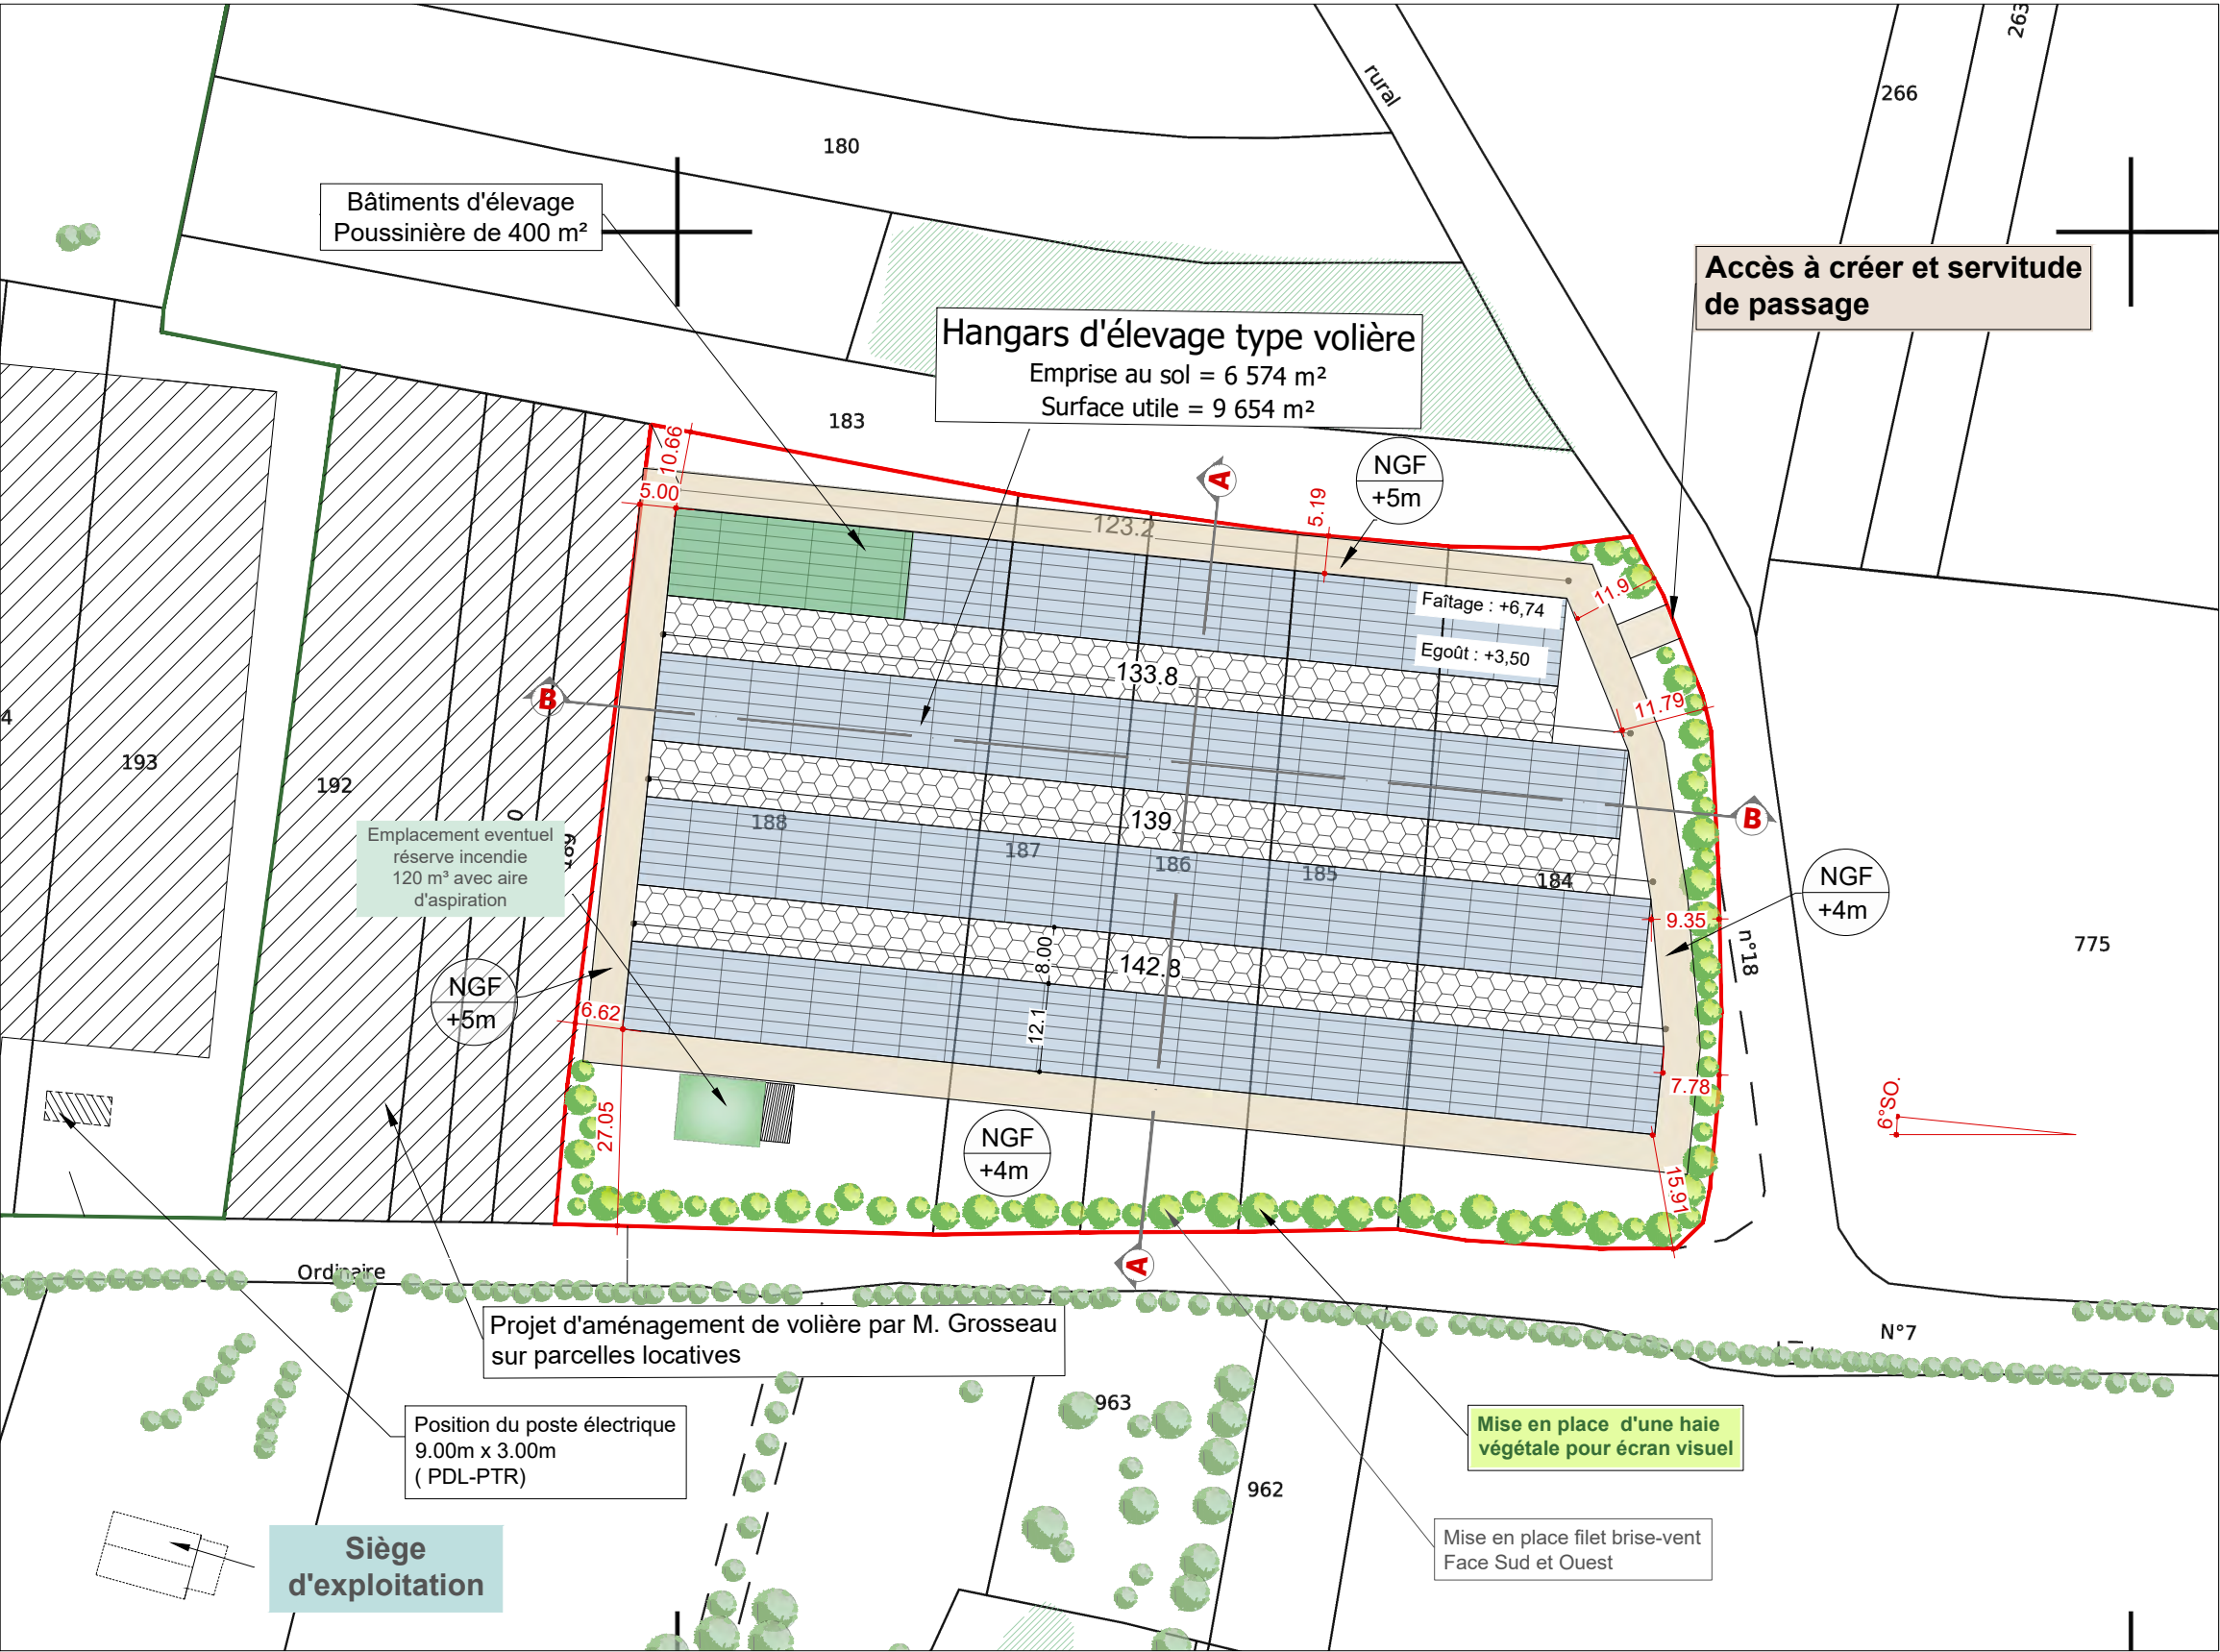 263
266
rural
180
Bâtiments d'élevage
Poussinière de 400 m²
Accès à créer et servitude
de passage
Hangars d'élevage type volière
Emprise au sol = 6 574 m²
Surface utile = 9 654 m²
183
10.66
5.00
NGF
+5m
A
5.19
123.2
11.9
Faîtage : +6,74
Egoût : +3,50
133.8
11.79
B
4
193
192
0
Emplacement eventuel
réserve incendie
120 m³ avec aire
d'aspiration
188
139
187
186
185
184
B
NGF
+4m
9.35
n°18
775
8.00
142.8
NGF
+5m
6.62
12.1
7.78
27.05
NGF
+4m
15.91
6°SO.
A
Ordinaire
Projet d'aménagement de volière par M. Grosseau
sur parcelles locatives
N°7
963
962
Position du poste électrique
9.00m x 3.00m
( PDL-PTR)
Mise en place d'une haie
végétale pour écran visuel
Mise en place filet brise-vent
Face Sud et Ouest
Siège
d'exploitation